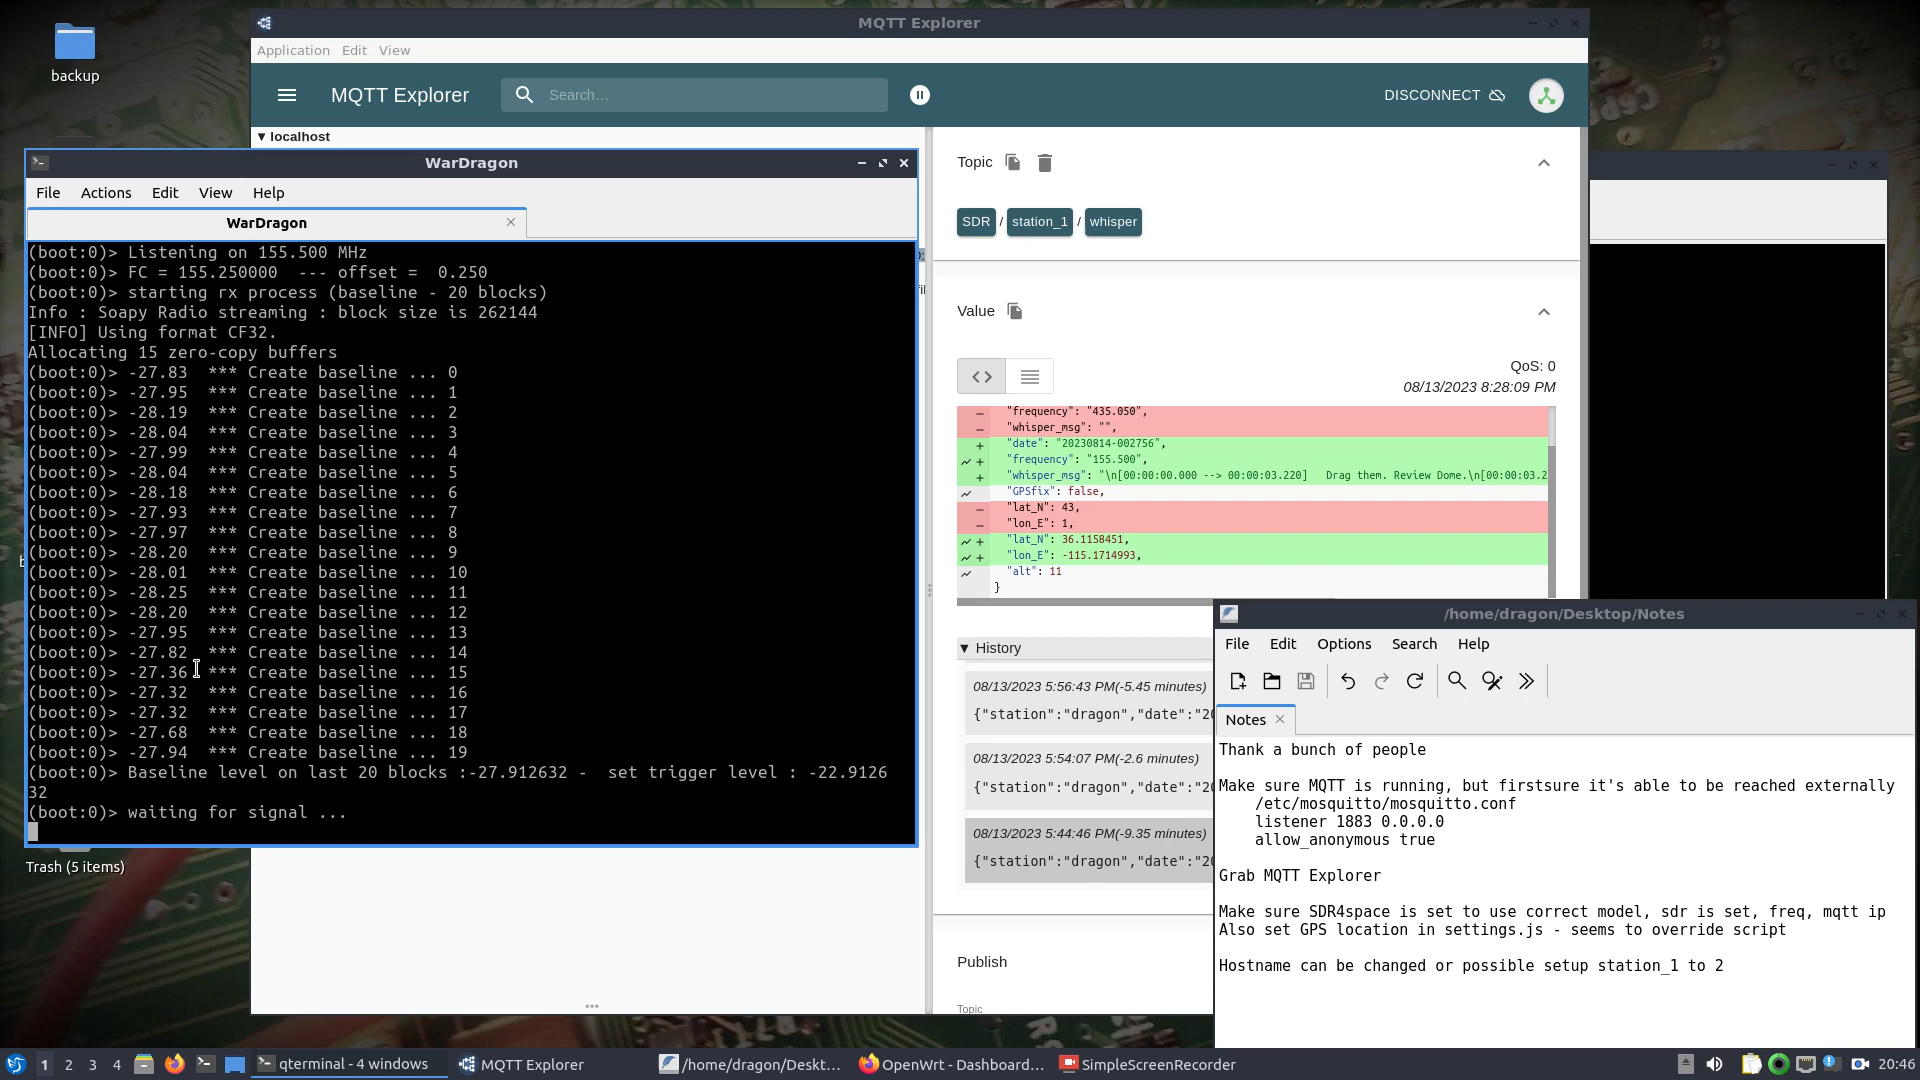 backup
MQTT Explorer
Application Edit View
MQTT Explorer
Search...
DISCONNECT
▼ localhost
WarDragon
File Actions Edit View Help
WarDragon
(boot:0)> Listening on 155.500 MHz
(boot:0)> FC = 155.250000  --- offset =  0.250
(boot:0)> starting rx process (baseline - 20 blocks)
Info : Soapy Radio streaming : block size is 262144
[INFO] Using format CF32.
Allocating 15 zero-copy buffers
(boot:0)> -27.83  *** Create baseline ... 0
(boot:0)> -27.95  *** Create baseline ... 1
(boot:0)> -28.19  *** Create baseline ... 2
(boot:0)> -28.04  *** Create baseline ... 3
(boot:0)> -27.99  *** Create baseline ... 4
(boot:0)> -28.04  *** Create baseline ... 5
(boot:0)> -28.18  *** Create baseline ... 6
(boot:0)> -27.93  *** Create baseline ... 7
(boot:0)> -27.97  *** Create baseline ... 8
(boot:0)> -28.20  *** Create baseline ... 9
(boot:0)> -28.01  *** Create baseline ... 10
(boot:0)> -28.25  *** Create baseline ... 11
(boot:0)> -28.20  *** Create baseline ... 12
(boot:0)> -27.95  *** Create baseline ... 13
(boot:0)> -27.82  *** Create baseline ... 14
(boot:0)> -27.36  *** Create baseline ... 15
(boot:0)> -27.32  *** Create baseline ... 16
(boot:0)> -27.32  *** Create baseline ... 17
(boot:0)> -27.68  *** Create baseline ... 18
(boot:0)> -27.94  *** Create baseline ... 19
(boot:0)> Baseline level on last 20 blocks :-27.912632 -  set trigger level : -22.9126
32
(boot:0)> waiting for signal ...
Trash (5 items)
Topic
SDR / station_1 / whisper
Value
QoS: 0
08/13/2023 8:28:09 PM
- "frequency": "435.050",
- "whisper_msg": "",
+ "date": "20230814-002756",
+ "frequency": "155.500",
+ "whisper_msg": "\n[00:00:00.000 --> 00:00:03.220]   Drag them. Review Dome.\n[00:00:03.2
"GPSfix": false,
- "lat_N": 43,
- "lon_E": 1,
+ "lat_N": 36.1158451,
+ "lon_E": -115.1714993,
"alt": 11
}
▼ History
08/13/2023 5:56:43 PM(-5.45 minutes)
{"station":"dragon","date":"20
08/13/2023 5:54:07 PM(-2.6 minutes)
{"station":"dragon","date":"20
08/13/2023 5:44:46 PM(-9.35 minutes)
{"station":"dragon","date":"20
Publish
Topic
/home/dragon/Desktop/Notes
File Edit Options Search Help
Notes
Thank a bunch of people
Make sure MQTT is running, but firstsure it's able to be reached externally
/etc/mosquitto/mosquitto.conf
listener 1883 0.0.0.0
allow_anonymous true
Grab MQTT Explorer
Make sure SDR4space is set to use correct model, sdr is set, freq, mqtt ip
Also set GPS location in settings.js - seems to override script
Hostname can be changed or possible setup station_1 to 2
1 2 3 4 qterminal - 4 windows MQTT Explorer /home/dragon/Deskt... OpenWrt - Dashboard... SimpleScreenRecorder 20:46